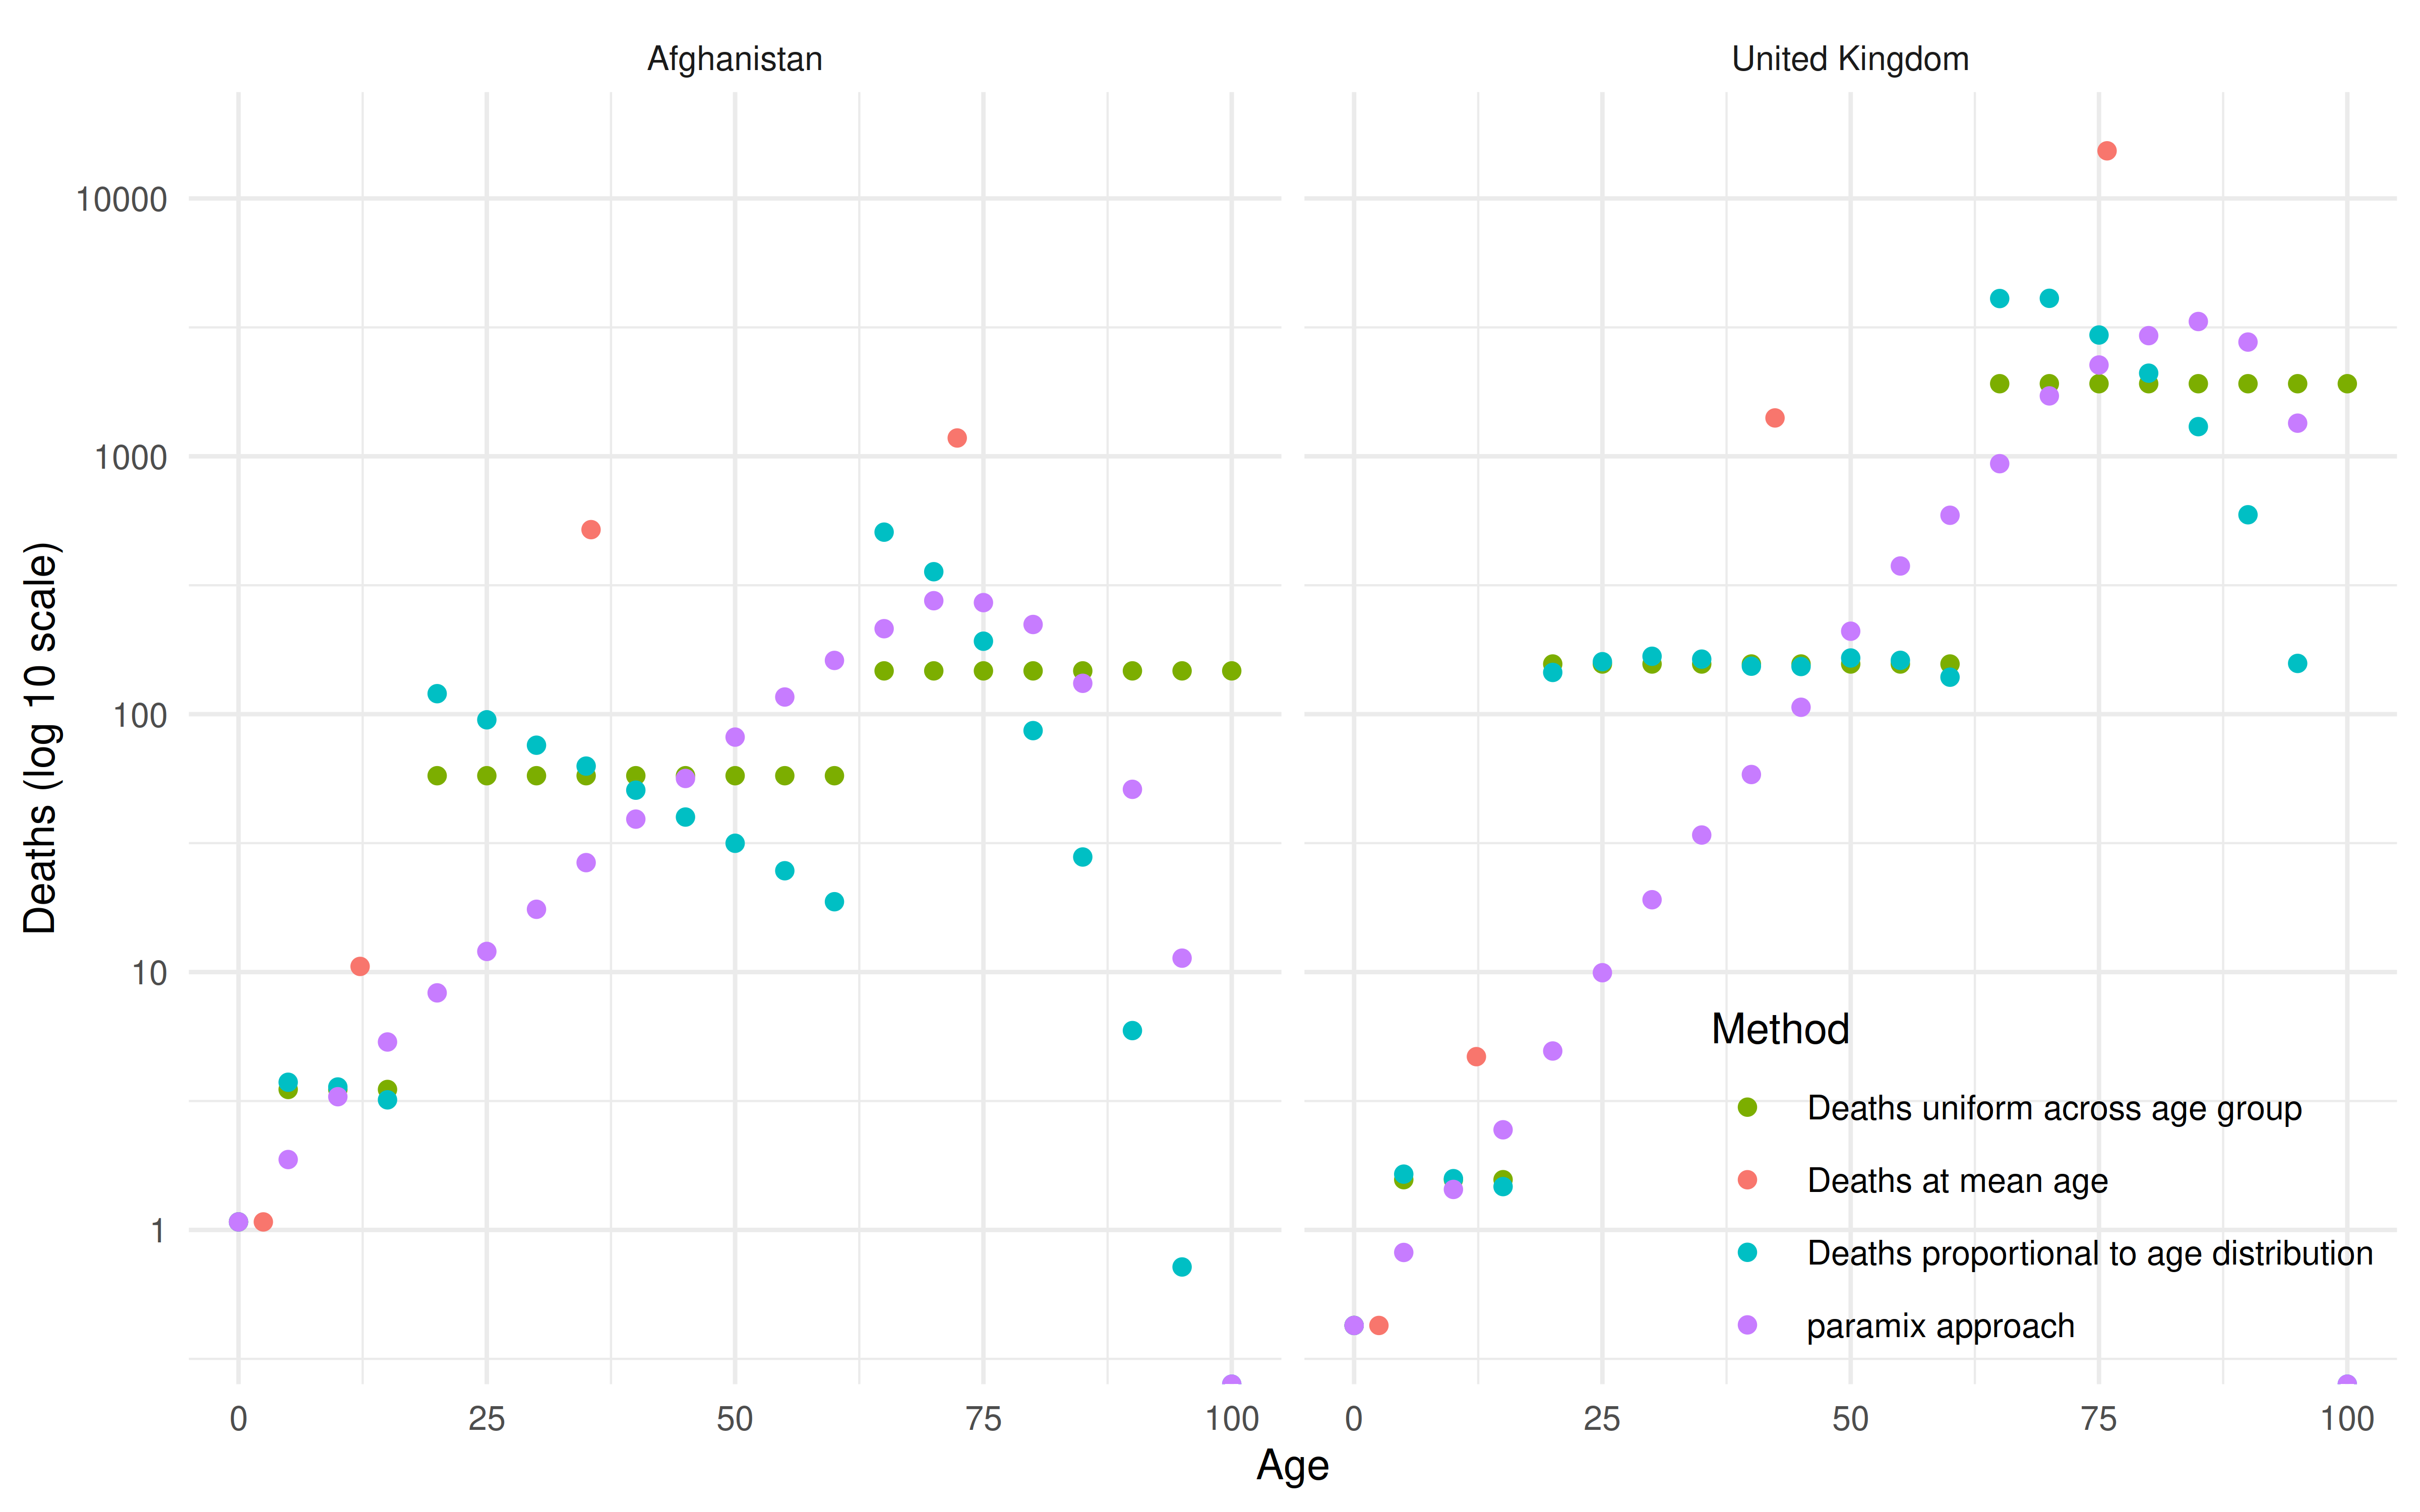 Afghanistan
United Kingdom
Deaths (log 10 scale)
10000
1000
100
10
1
Method
Deaths uniform across age group
Deaths at mean age
Deaths proportional to age distribution
paramix approach
0 25 50 75 100
0 25 50 75 100
Age